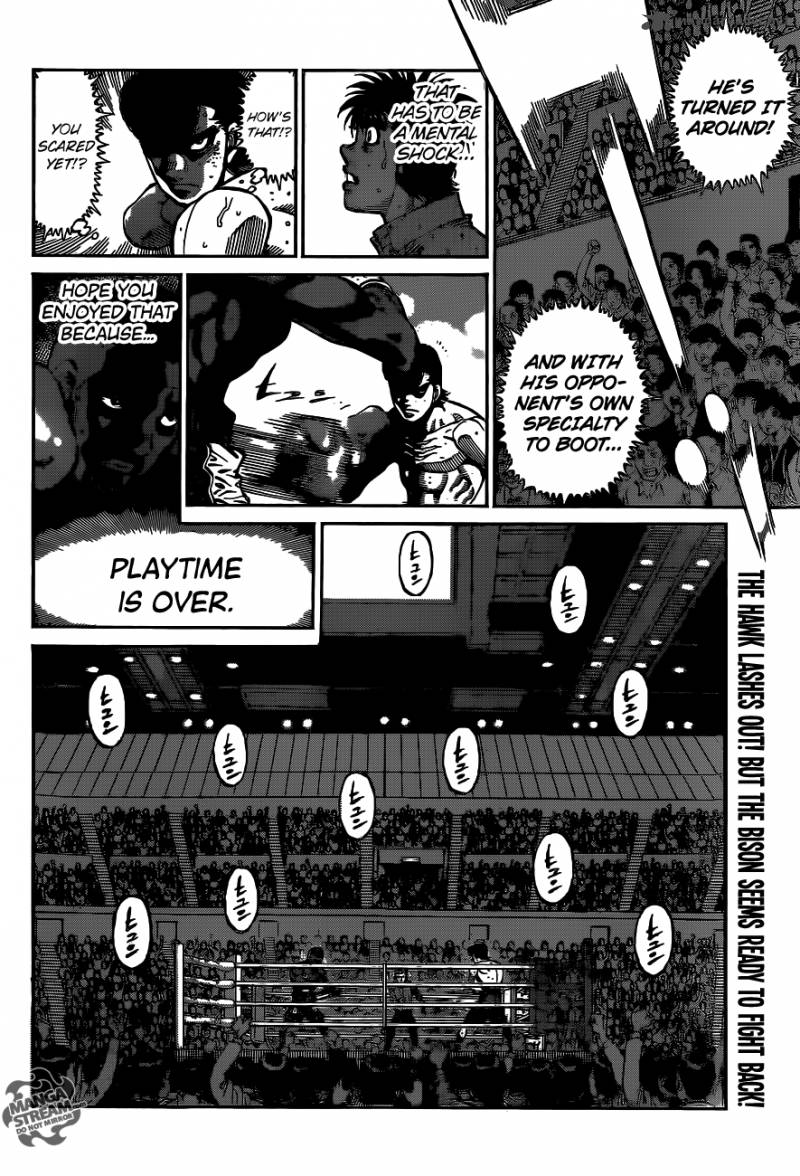 HE'S
TURNED IT
AROUND!
AND WITH
HIS OPPO-
NENT'S OWN
SPECIALTY
TO BOOT...
THAT
HAS TO BE
A MENTAL
SHOCK...
HOW'S
THAT!?
YOU
SCARED
YET!?
HOPE YOU
ENJOYED THAT
BECAUSE...
PLAYTIME
IS OVER.
THE HAWK LASHES OUT! BUT THE BISON SEEMS READY TO FIGHT BACK!
MANGA
STREAM
DO NOT MIRROR